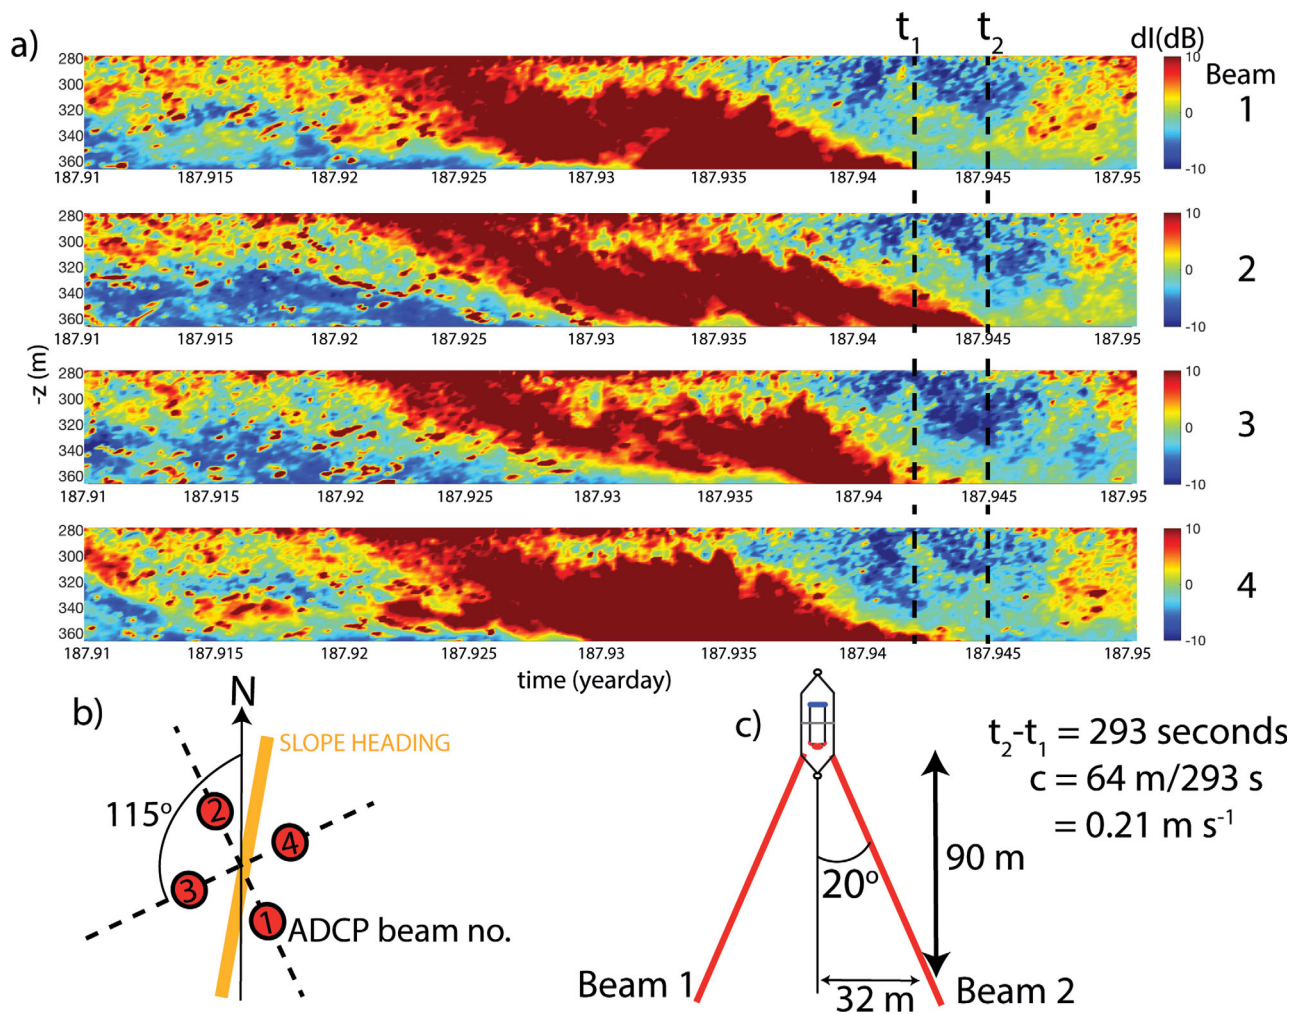 a)
t1 t2
dI(dB)
Beam
280
300
320
340
360
187.91 187.915 187.92 187.925 187.93 187.935 187.94 187.945 187.95
10
0
-10
1
280
300
320
340
360
187.91 187.915 187.92 187.925 187.93 187.935 187.94 187.945 187.95
10
0
-10
2
-z (m)
280
300
320
340
360
187.91 187.915 187.92 187.925 187.93 187.935 187.94 187.945 187.95
10
0
-10
3
280
300
320
340
360
187.91 187.915 187.92 187.925 187.93 187.935 187.94 187.945 187.95
10
0
-10
4
time (yearday)
b)
N
SLOPE HEADING
115º
2
4
3
1
ADCP beam no.
c)
t2-t1 = 293 seconds
c = 64 m/293 s
= 0.21 m s-1
90 m
20º
32 m
Beam 1
Beam 2